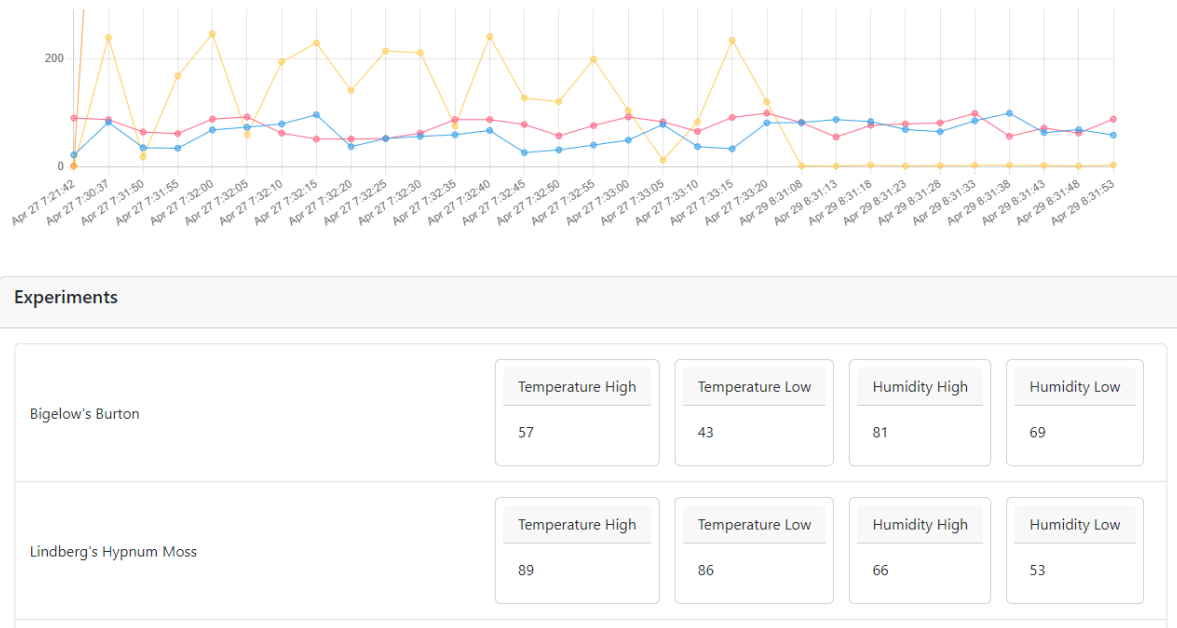 200
0
Apr 27 7:21:42
Apr 27 7:30:37
Apr 27 7:31:50
Apr 27 7:31:55
Apr 27 7:32:00
Apr 27 7:32:05
Apr 27 7:32:10
Apr 27 7:32:15
Apr 27 7:32:20
Apr 27 7:32:25
Apr 27 7:32:30
Apr 27 7:32:35
Apr 27 7:32:40
Apr 27 7:32:45
Apr 27 7:32:50
Apr 27 7:32:55
Apr 27 7:33:00
Apr 27 7:33:05
Apr 27 7:33:10
Apr 27 7:33:15
Apr 27 7:33:20
Apr 29 8:31:08
Apr 29 8:31:13
Apr 29 8:31:18
Apr 29 8:31:23
Apr 29 8:31:28
Apr 29 8:31:33
Apr 29 8:31:38
Apr 29 8:31:43
Apr 29 8:31:48
Apr 29 8:31:53
Experiments
Bigelow's Burton
Temperature High
57
Temperature Low
43
Humidity High
81
Humidity Low
69
Lindberg's Hypnum Moss
Temperature High
89
Temperature Low
86
Humidity High
66
Humidity Low
53